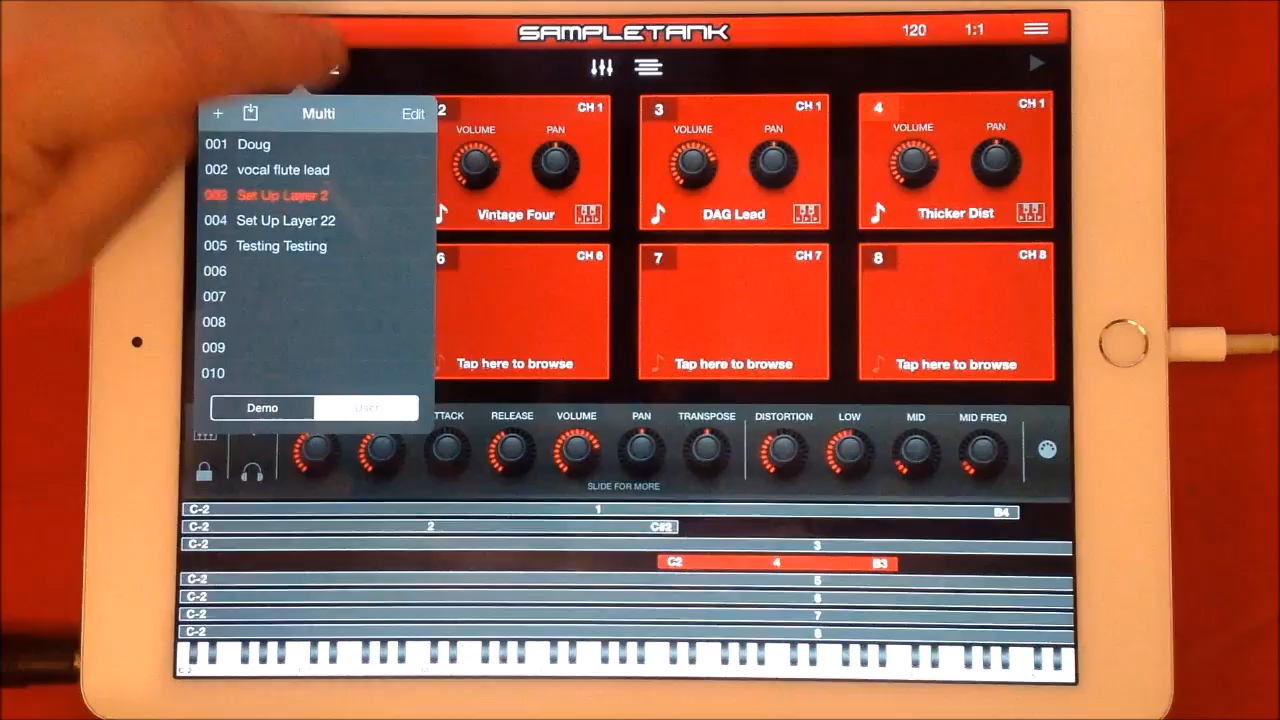 SAMPLETANK 120 1:1
+ Multi Edit
001 Doug
002 vocal flute lead
003 Set Up Layer 2
004 Set Up Layer 22
005 Testing Testing
006
007
008
009
010
Demo User
2 CH 1
VOLUME PAN
Vintage Four
3 CH 1
VOLUME PAN
DAG Lead
4 CH 1
VOLUME PAN
Thicker Dist
6 CH 6
Tap here to browse
7 CH 7
Tap here to browse
8 CH 8
Tap here to browse
TTACK RELEASE VOLUME PAN TRANSPOSE DISTORTION LOW MID MID FREQ
SLIDE FOR MORE
C-2 1 B4
C-2 2 C#2
C-2 3
C2 4 B3
C-2 5
C-2 6
C-2 7
C-2 8